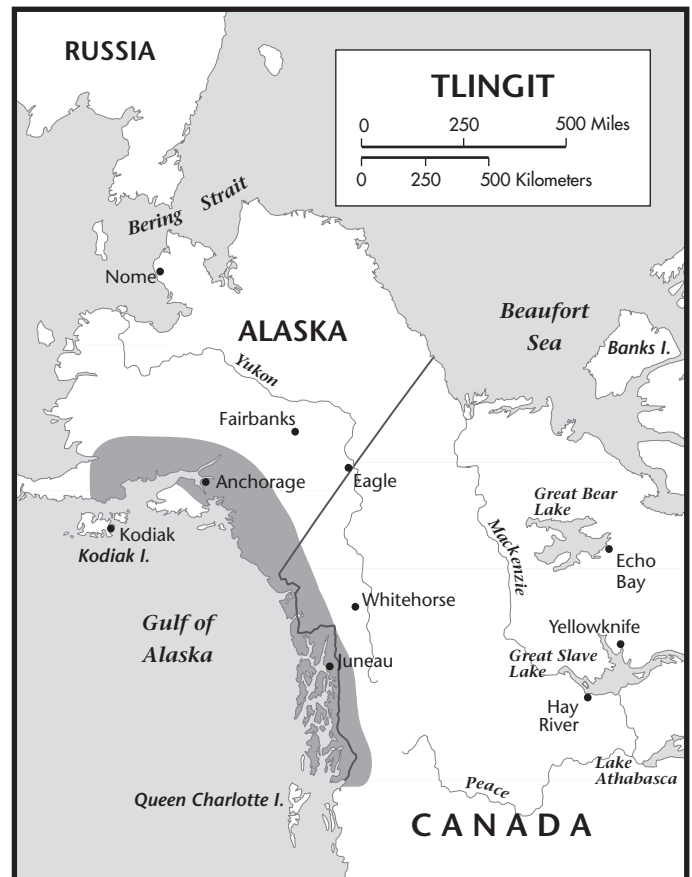 RUSSIA
TLINGIT
0 250 500 Miles
0 250 500 Kilometers
Bering Strait
Nome
ALASKA
Beaufort
Sea
Banks I.
Yukon
Fairbanks
Anchorage
Eagle
Great Bear
Lake
Mackenzie
Kodiak
Kodiak I.
Echo
Bay
Whitehorse
Gulf of
Alaska
Yellowknife
Juneau
Great Slave
Lake
Hay
River
Lake
Athabasca
Peace
Queen Charlotte I.
CANADA